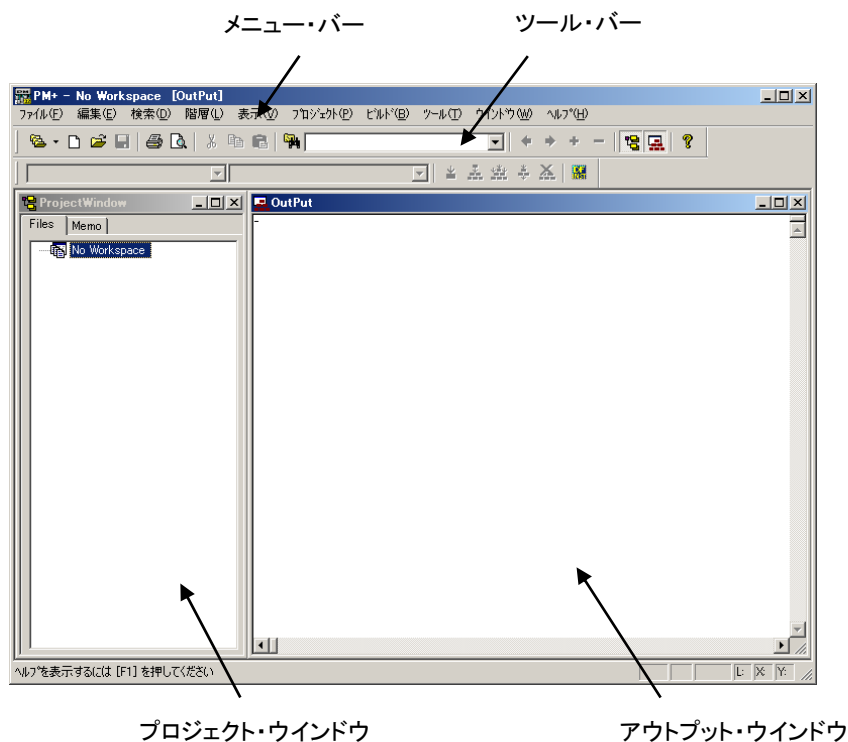 メニュー・バー
ツール・バー
PM+ - No Workspace [OutPut]
ファイル(F) 編集(E) 検索(D) 階層(L) 表示(V) プロジェクト(P) ビルド(B) ツール(T) ウインドウ(W) ヘルプ(H)
ProjectWindow
OutPut
Files
Memo
No Workspace
ヘルプを表示するには [F1] を押してください
L: X: Y:
プロジェクト・ウインドウ
アウトプット・ウインドウ